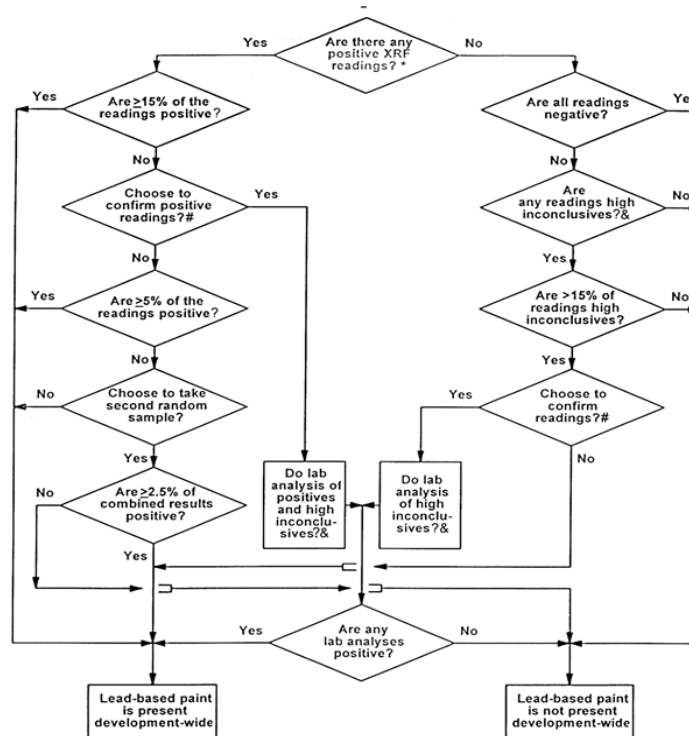 Are there any
positive XRF
readings? *
Yes
No
Are ≥15% of the
readings positive?
Yes
No
Are all readings
negative?
Yes
No
Choose to
confirm positive
readings?#
Yes
No
Are
any readings high
inconclusives?&
No
Yes
Are ≥5% of the
readings positive?
Yes
No
Are >15% of
readings high
inconclusives?
No
Yes
Choose to take
second random
sample?
No
Yes
Choose to
confirm
readings?#
Yes
No
Are ≥2.5% of
combined results
positive?
No
Yes
Do lab
analysis of
positives
and high
inconclu-
sives?&
Do lab
analysis
of high
inconclu-
sives?&
Are any
lab analyses
positive?
Yes
No
Lead-based paint
is present
development-wide
Lead-based paint
is not present
development-wide